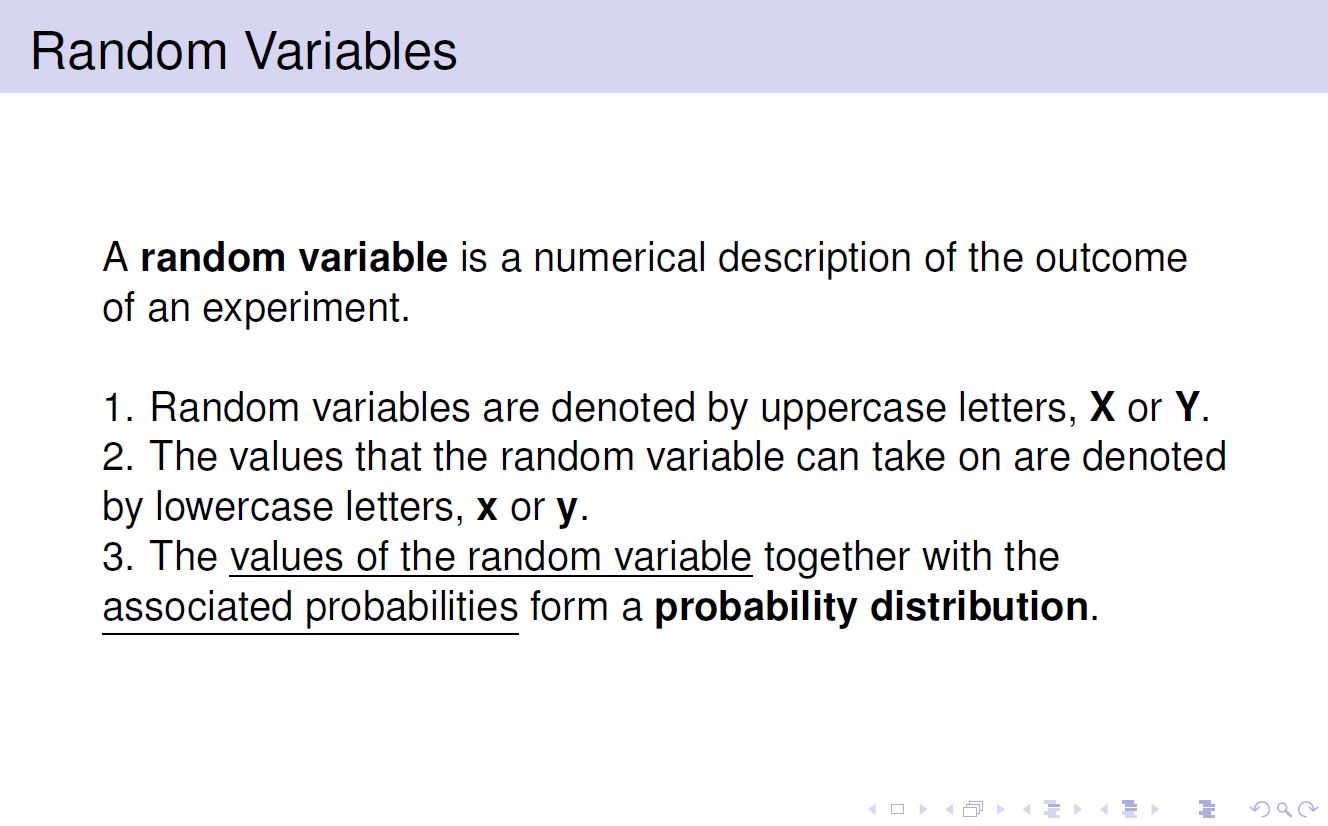 Random Variables
A random variable is a numerical description of the outcome
of an experiment.
1. Random variables are denoted by uppercase letters, X or Y.
2. The values that the random variable can take on are denoted
by lowercase letters, x or y.
3. The values of the random variable together with the
associated probabilities form a probability distribution.